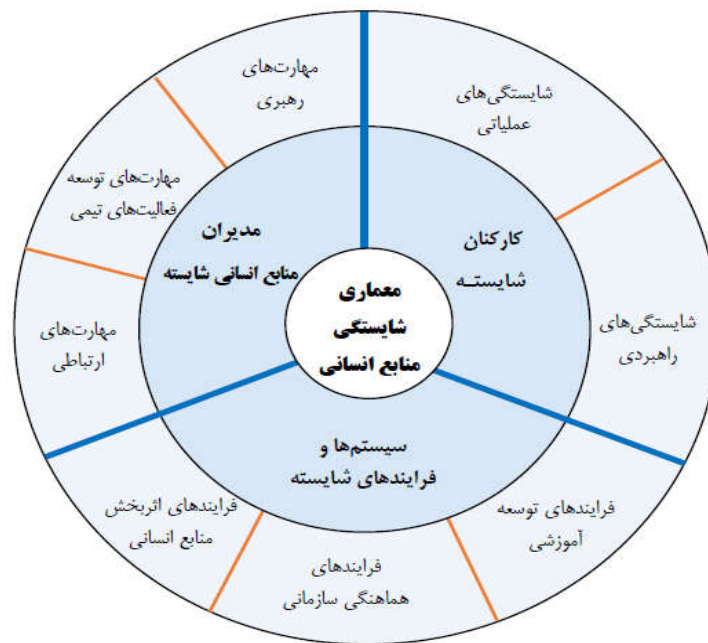 معماری
شایستگی
منابع انسانی
کارکنان
شایسته
شایستگی‌های
عملیاتی
شایستگی‌های
راهبردی
سیستم‌ها و
فرایندهای شایسته
فرایندهای توسعه
آموزشی
فرایندهای
هماهنگی سازمانی
فرایندهای اثربخش
منابع انسانی
مدیران
منابع انسانی شایسته
مهارت‌های
ارتباطی
مهارت‌های توسعه
فعالیت‌های تیمی
مهارت‌های
رهبری